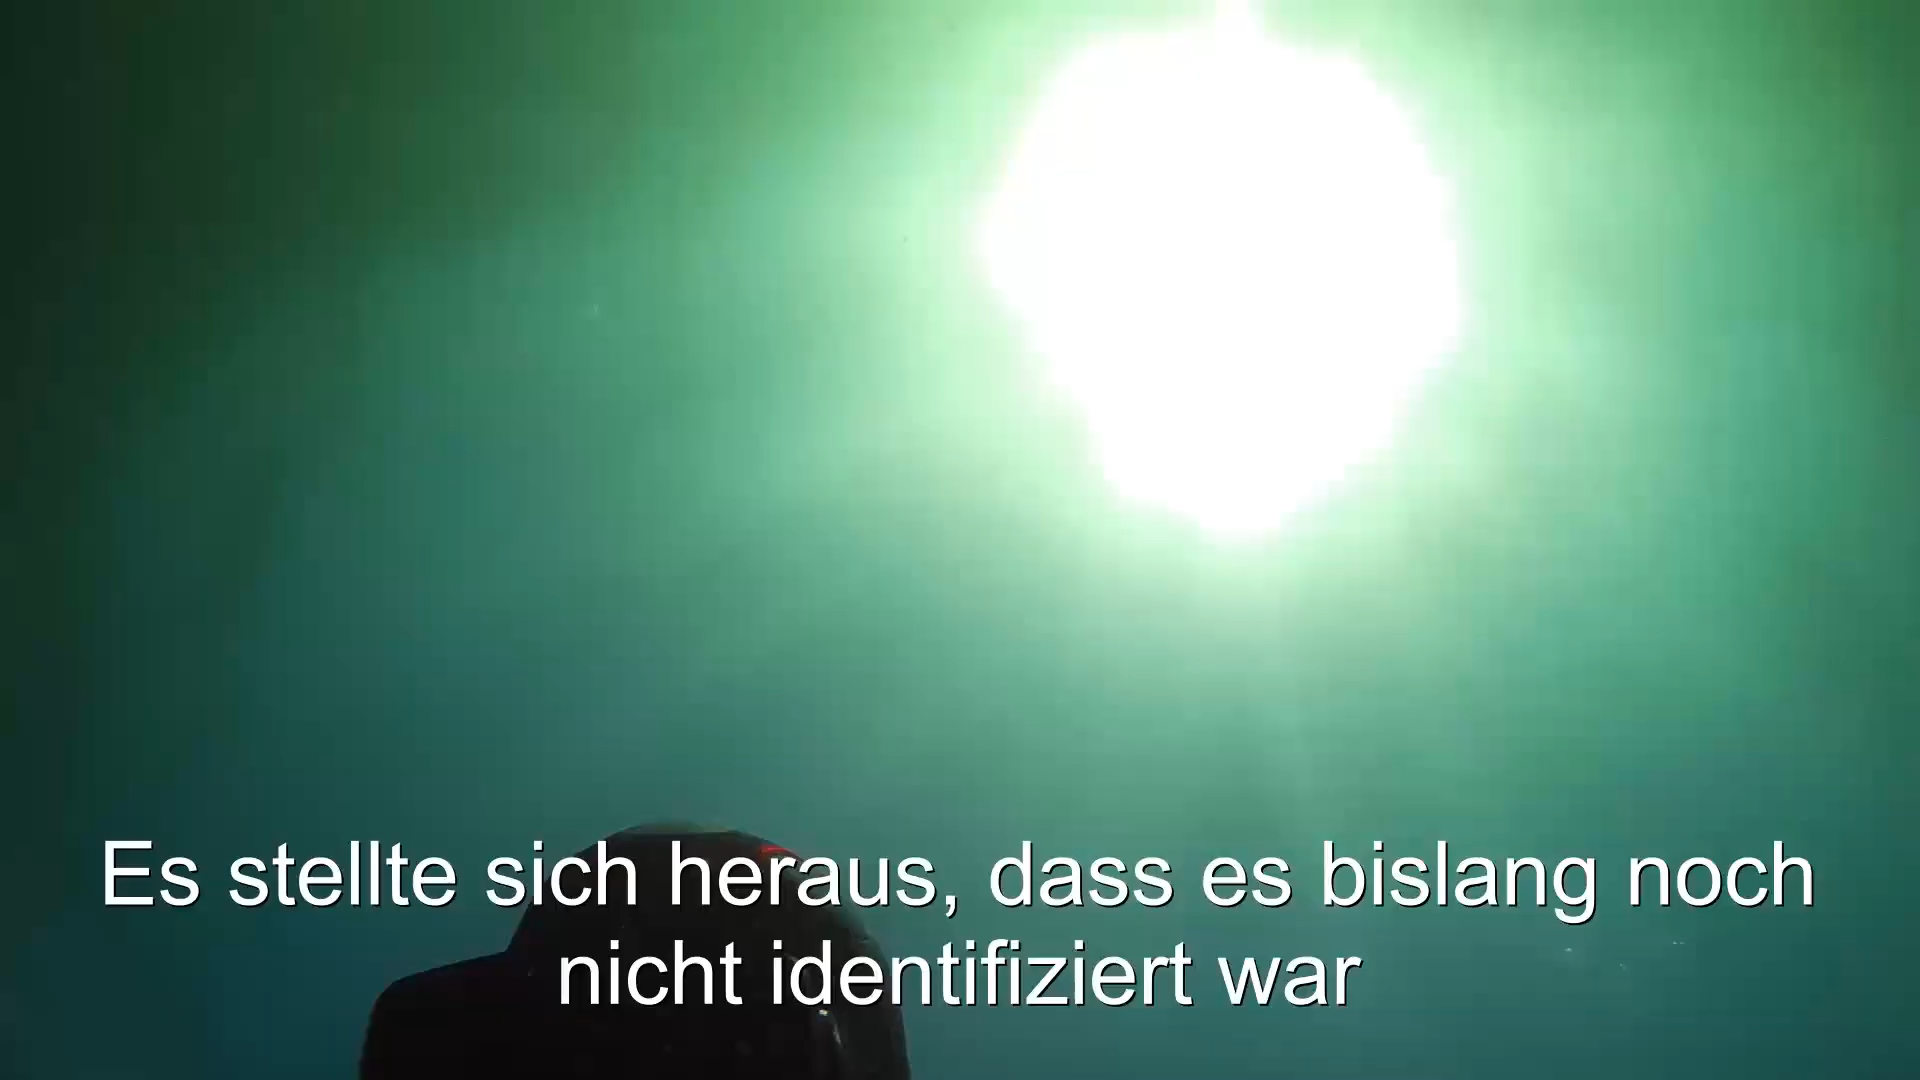 Es stellte sich heraus, dass es bislang noch
nicht identifiziert war